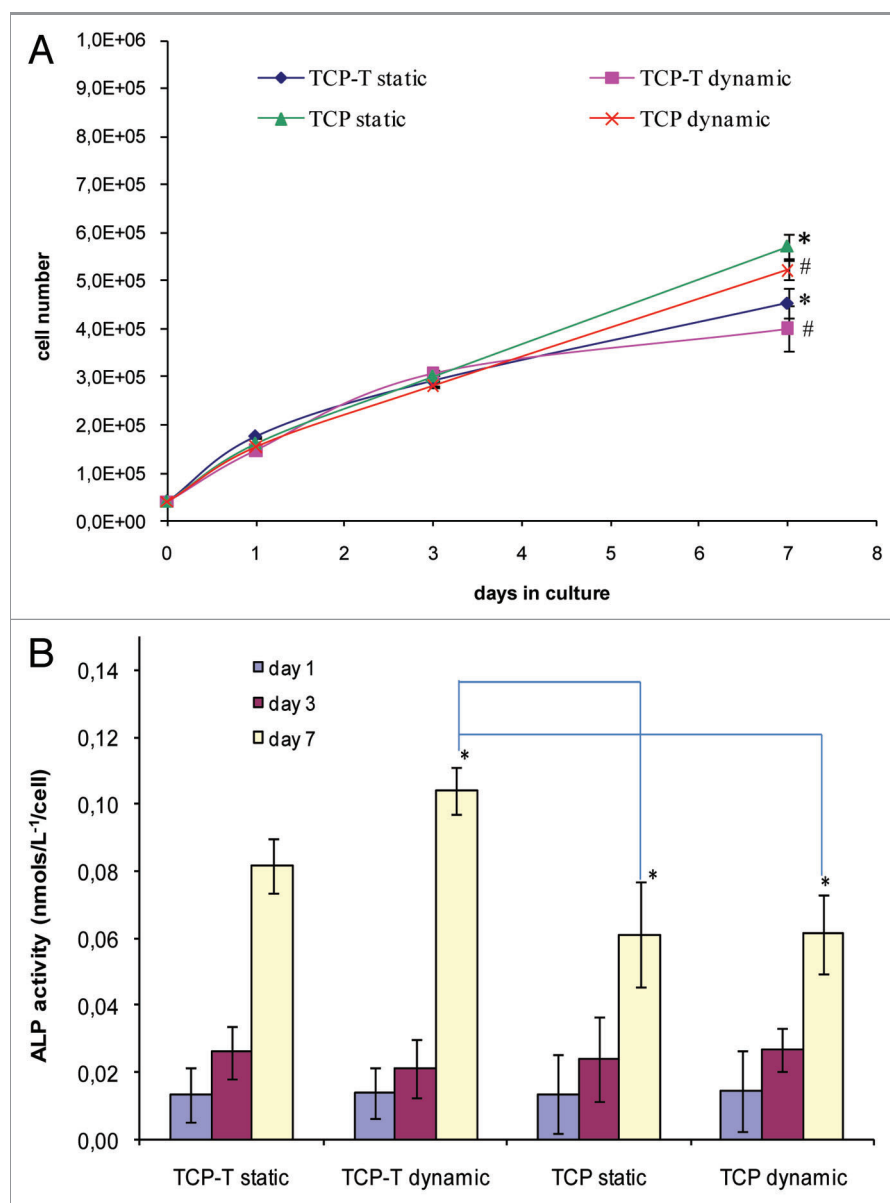 A
1,0E+06
9,0E+05
8,0E+05
7,0E+05
6,0E+05
5,0E+05
4,0E+05
3,0E+05
2,0E+05
1,0E+05
0,0E+00
cell number
TCP-T static
TCP-T dynamic
TCP static
TCP dynamic
*
#
*
#
0 1 2 3 4 5 6 7 8
days in culture
B
0,14
0,12
0,10
0,08
0,06
0,04
0,02
0,00
ALP activity (nmols/L⁻¹/cell)
day 1
day 3
day 7
*
*
*
TCP-T static TCP-T dynamic TCP static TCP dynamic